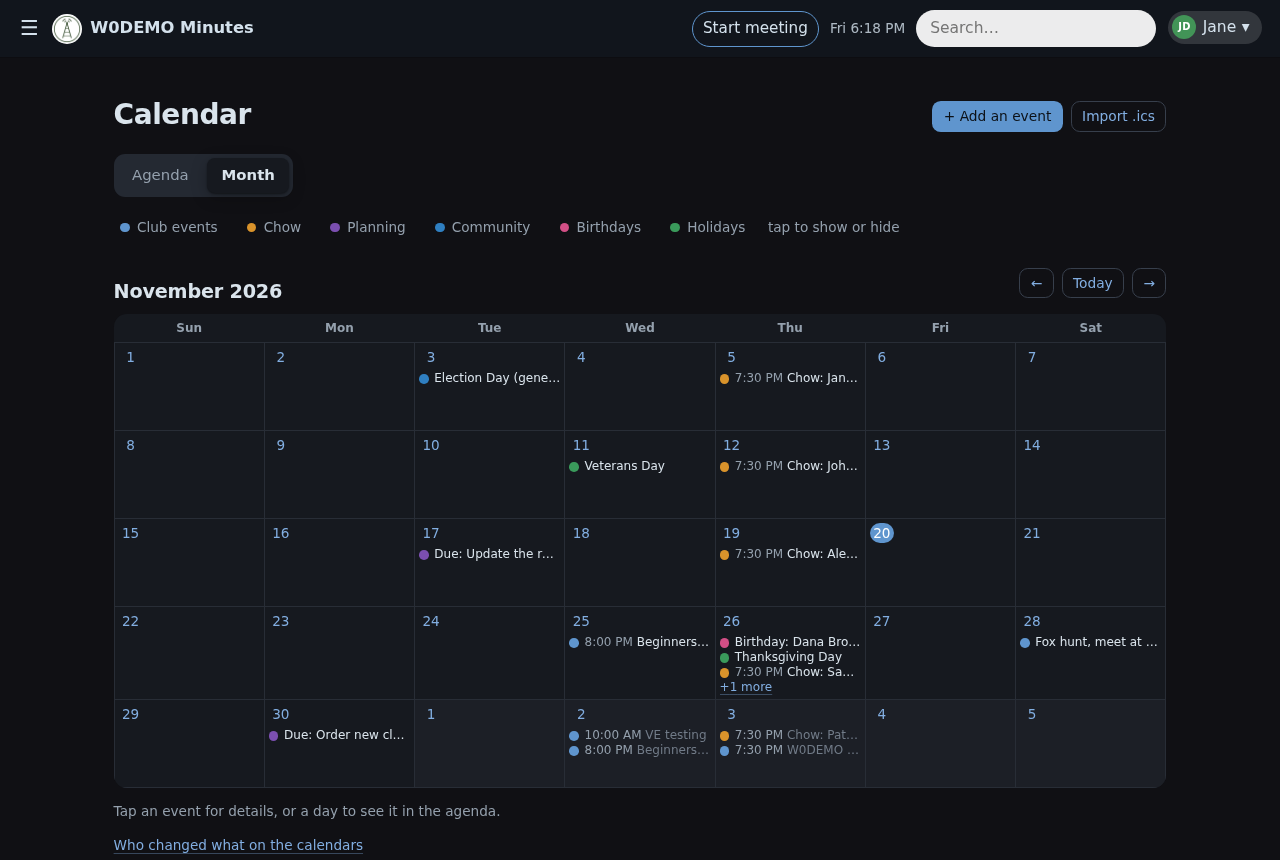 ☰ W0DEMO Minutes Start meeting Fri 6:18 PM Search… JD Jane ▾
Calendar + Add an event Import .ics
Agenda Month
Club events Chow Planning Community Birthdays Holidays tap to show or hide
November 2026 ← Today →
Sun Mon Tue Wed Thu Fri Sat
1 2 3 4 5 6 7
Election Day (gene… 7:30 PM Chow: Jan…
8 9 10 11 12 13 14
Veterans Day 7:30 PM Chow: Joh…
15 16 17 18 19 20 21
Due: Update the r… 7:30 PM Chow: Ale…
22 23 24 25 26 27 28
8:00 PM Beginners… Birthday: Dana Bro… Fox hunt, meet at …
Thanksgiving Day
7:30 PM Chow: Sa…
+1 more
29 30 1 2 3 4 5
Due: Order new cl… 10:00 AM VE testing 7:30 PM Chow: Pat…
8:00 PM Beginners… 7:30 PM W0DEMO …
Tap an event for details, or a day to see it in the agenda.
Who changed what on the calendars